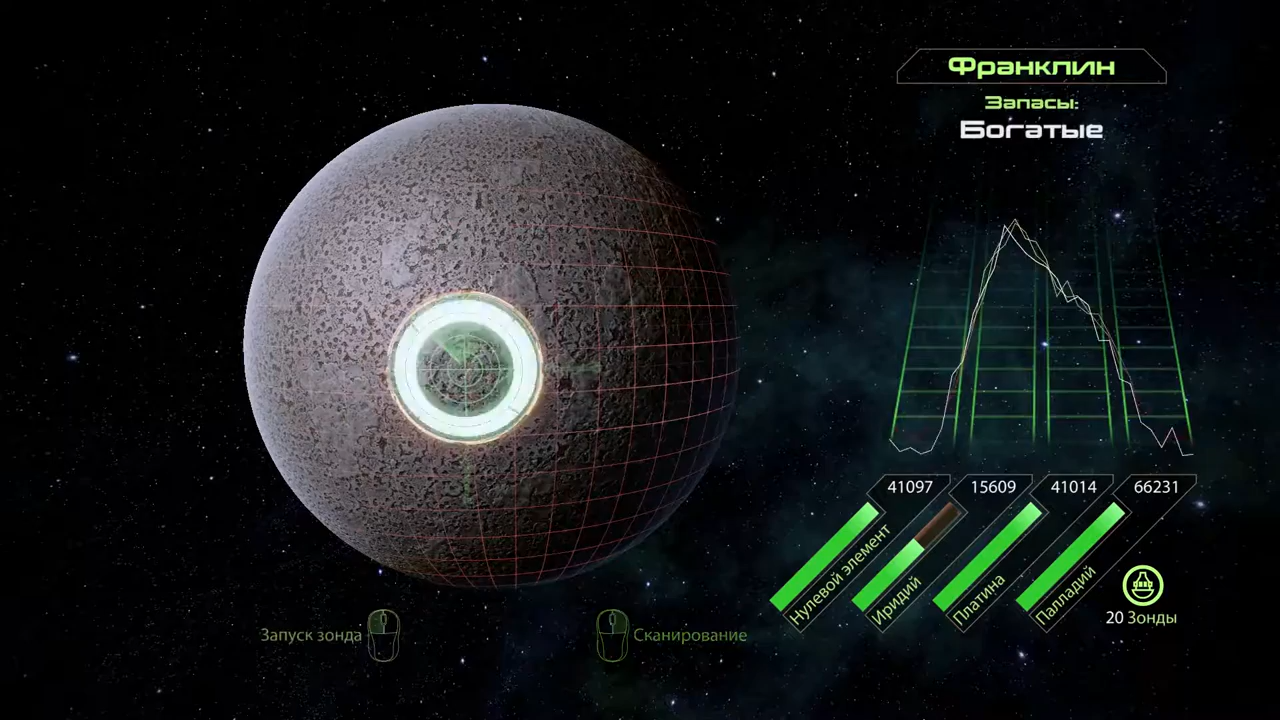 Франклин
Запасы:
Богатые
41097 15609 41014 66231
Нулевой элемент
Иридий
Платина
Палладий
20 Зонды
Запуск зонда
Сканирование